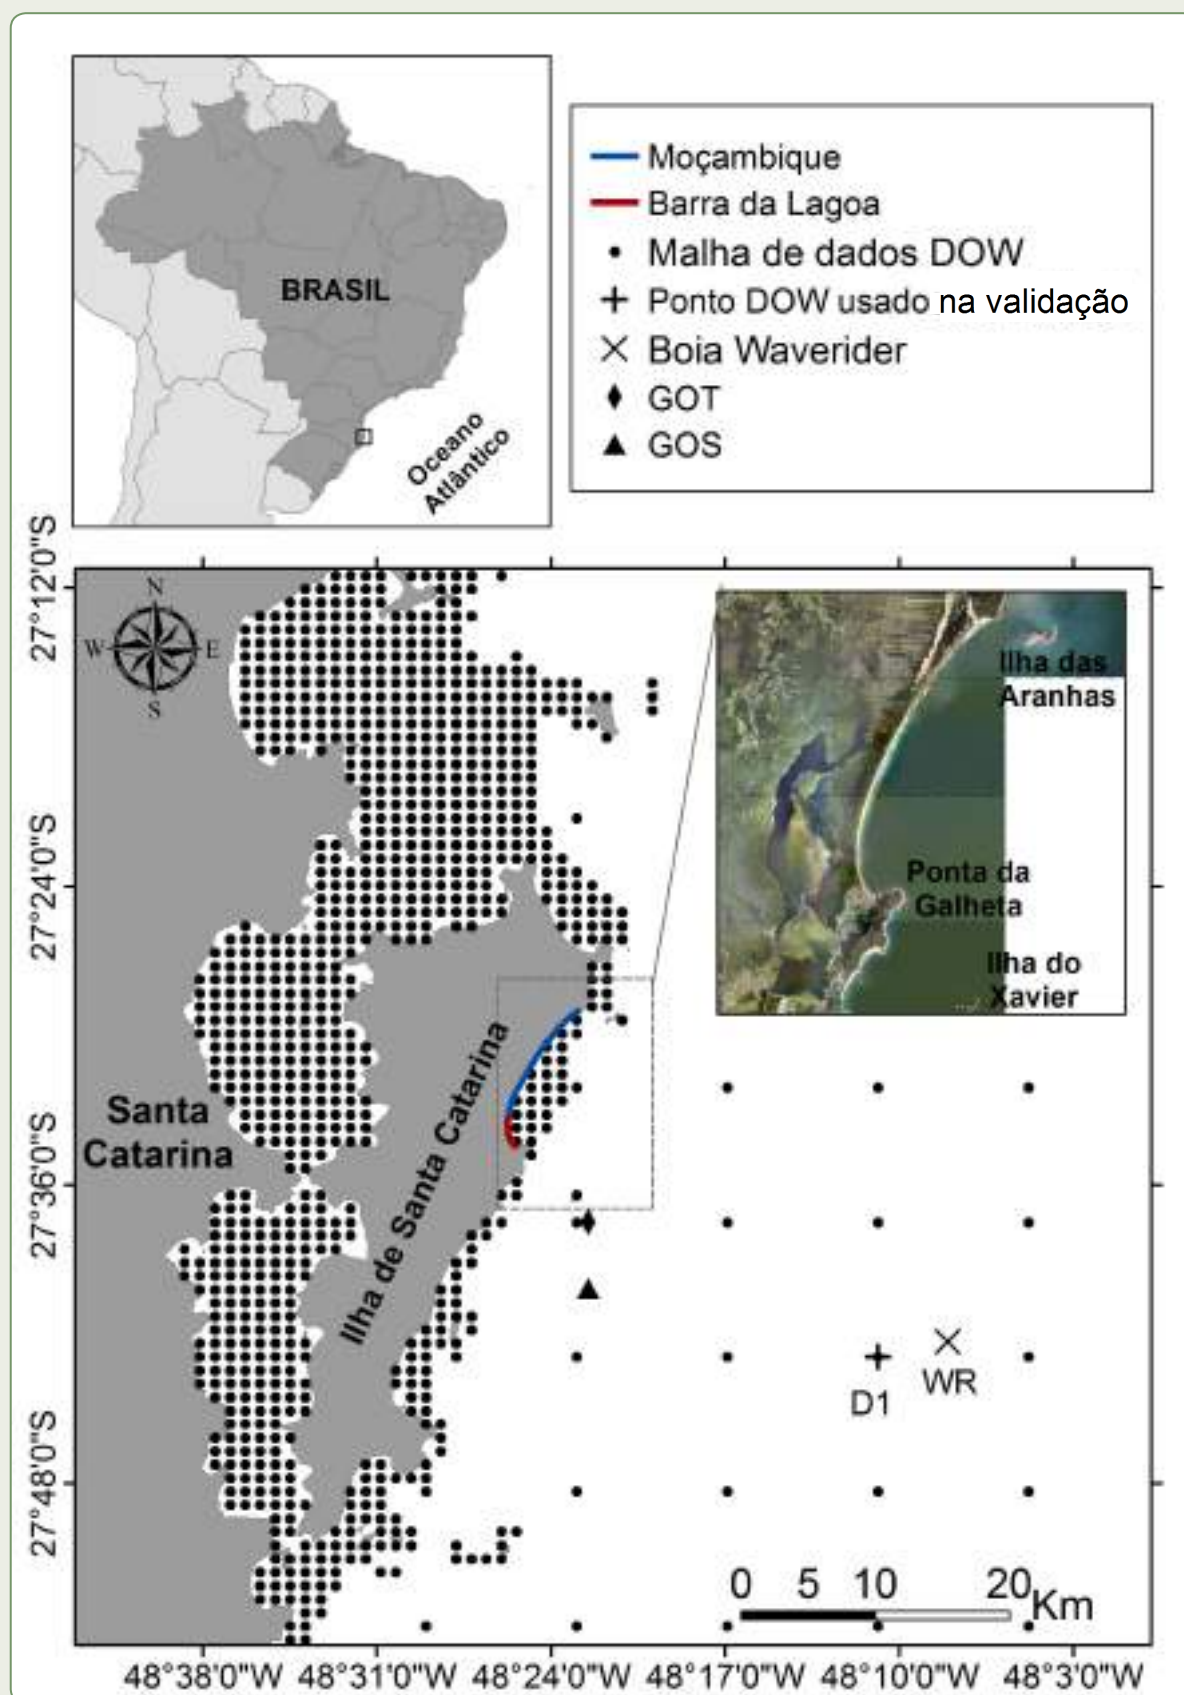 BRASIL
Oceano
Atlântico
Moçambique
Barra da Lagoa
Malha de dados DOW
Ponto DOW usado na validação
Boia Waverider
GOT
GOS
27°12'0"S
27°24'0"S
27°36'0"S
27°48'0"S
N
W
E
S
Ilha das
Aranhas
Ponta da
Galheta
Ilha do
Xavier
Santa
Catarina
Ilha de Santa Catarina
D1
WR
0 5 10 20 Km
48°38'0"W 48°31'0"W 48°24'0"W 48°17'0"W 48°10'0"W 48°3'0"W